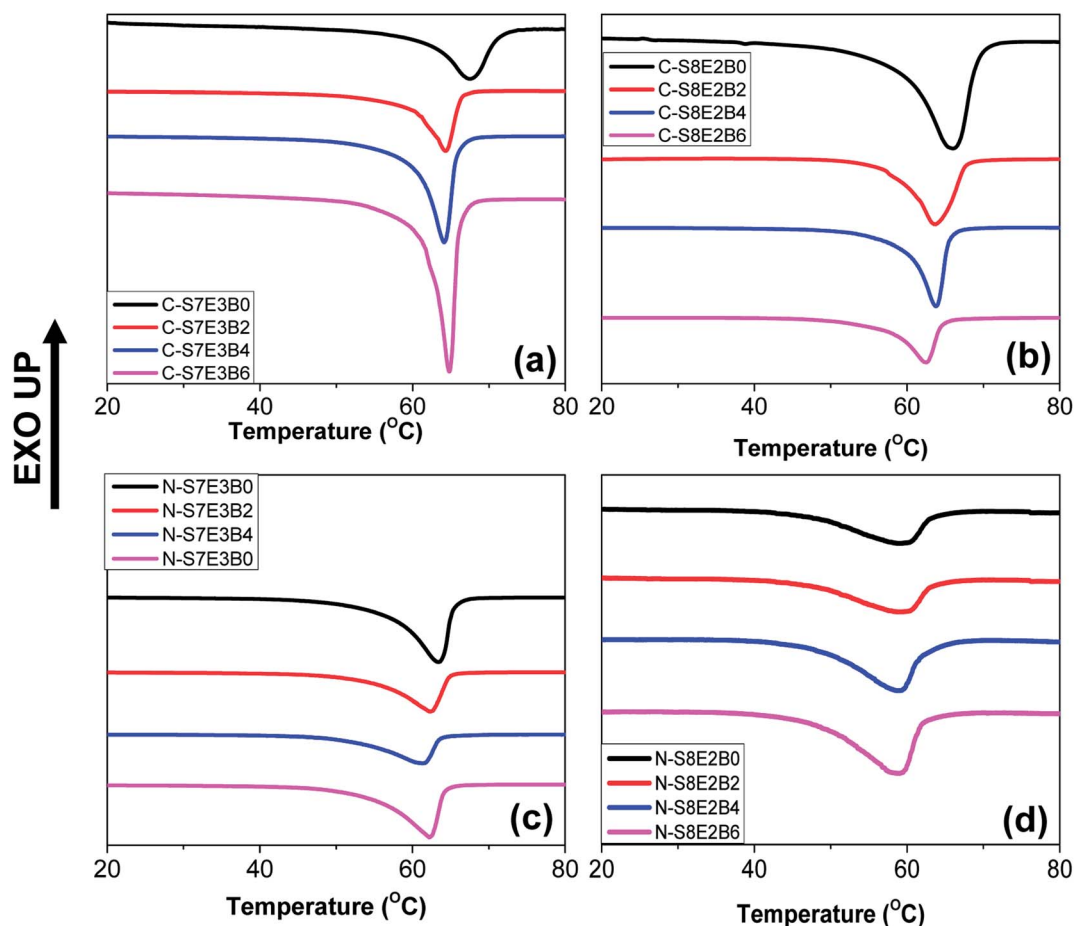 C-S7E3B0
C-S7E3B2
C-S7E3B4
C-S7E3B6
(a)
20 40 60 80
Temperature (°C)
C-S8E2B0
C-S8E2B2
C-S8E2B4
C-S8E2B6
(b)
20 40 60 80
Temperature (°C)
EXO UP
N-S7E3B0
N-S7E3B2
N-S7E3B4
N-S7E3B0
(c)
20 40 60 80
Temperature (°C)
N-S8E2B0
N-S8E2B2
N-S8E2B4
N-S8E2B6
(d)
20 40 60 80
Temperature (°C)